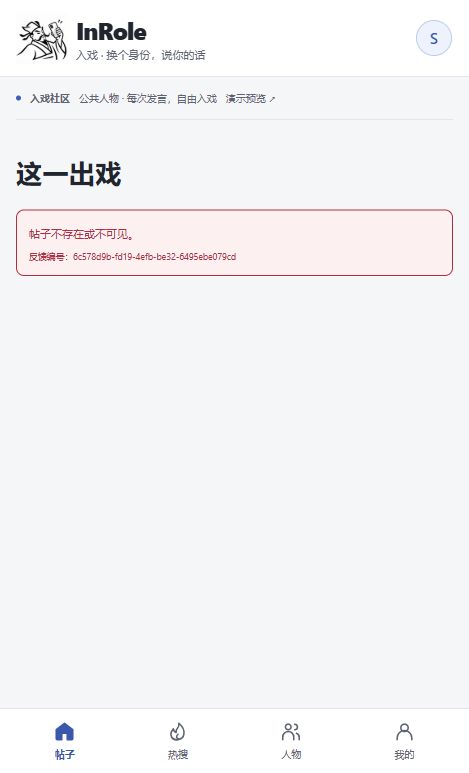 InRole
入戏 · 换个身份，说你的话
S
入戏社区 公共人物 · 每次发言，自由入戏 演示预览 ↗
这一出戏
帖子不存在或不可见。
反馈编号：6c578d9b-fd19-4efb-be32-6495ebe079cd
帖子 热搜 人物 我的